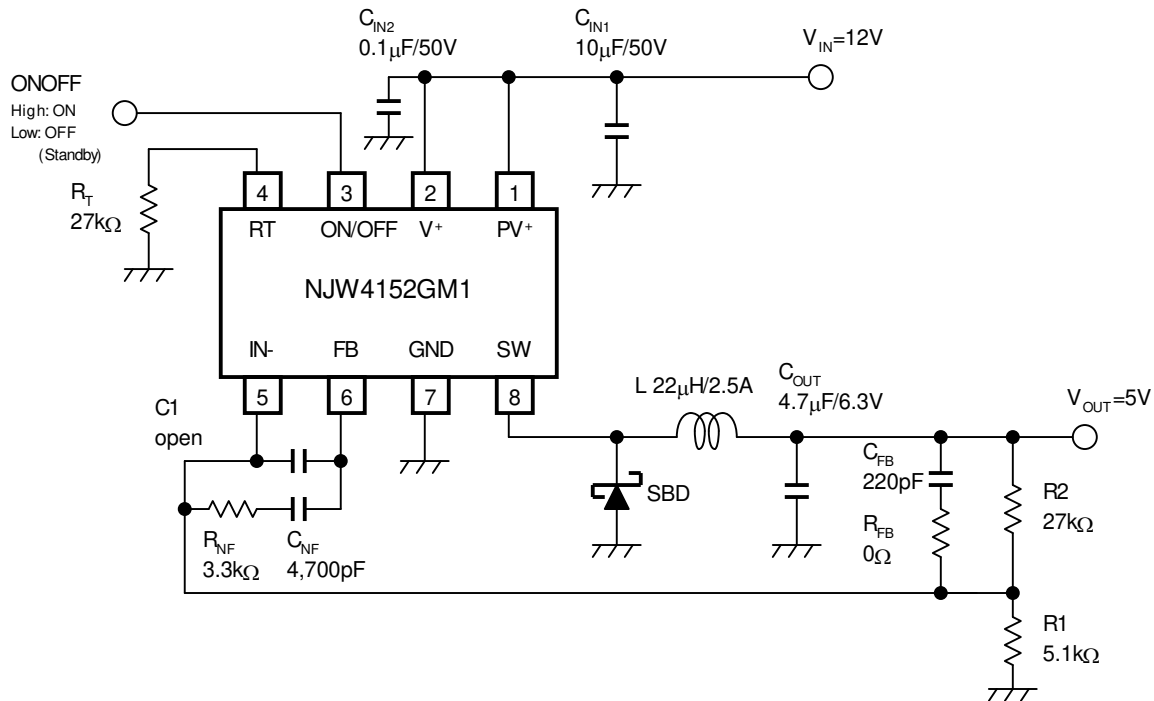 C_IN2
0.1μF/50V
C_IN1
10μF/50V
V_IN=12V
ONOFF
High: ON
Low: OFF
(Standby)
R_T
27kΩ
4
3
2
1
RT
ON/OFF
V+
PV+
NJW4152GM1
IN-
FB
GND
SW
5
6
7
8
C1
open
R_NF
3.3kΩ
C_NF
4,700pF
L 22μH/2.5A
C_OUT
4.7μF/6.3V
V_OUT=5V
SBD
C_FB
220pF
R_FB
0Ω
R2
27kΩ
R1
5.1kΩ